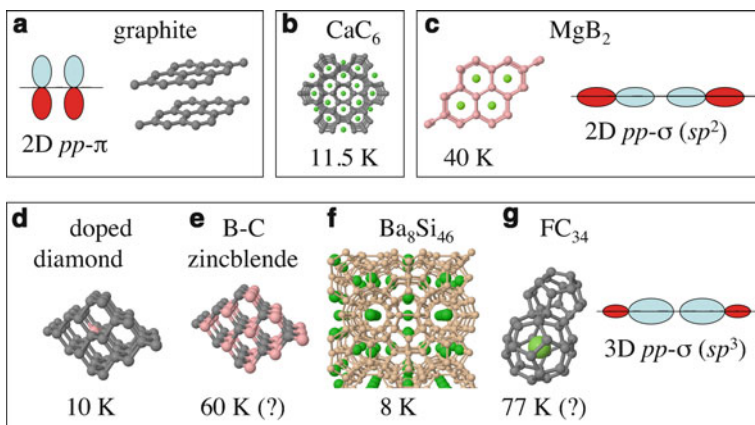 a
graphite
2D pp-π
b
CaC₆
11.5 K
c
MgB₂
40 K
2D pp-σ (sp²)
d
doped
diamond
10 K
e
B-C
zincblende
60 K (?)
f
Ba₈Si₄₆
8 K
g
FC₃₄
77 K (?)
3D pp-σ (sp³)